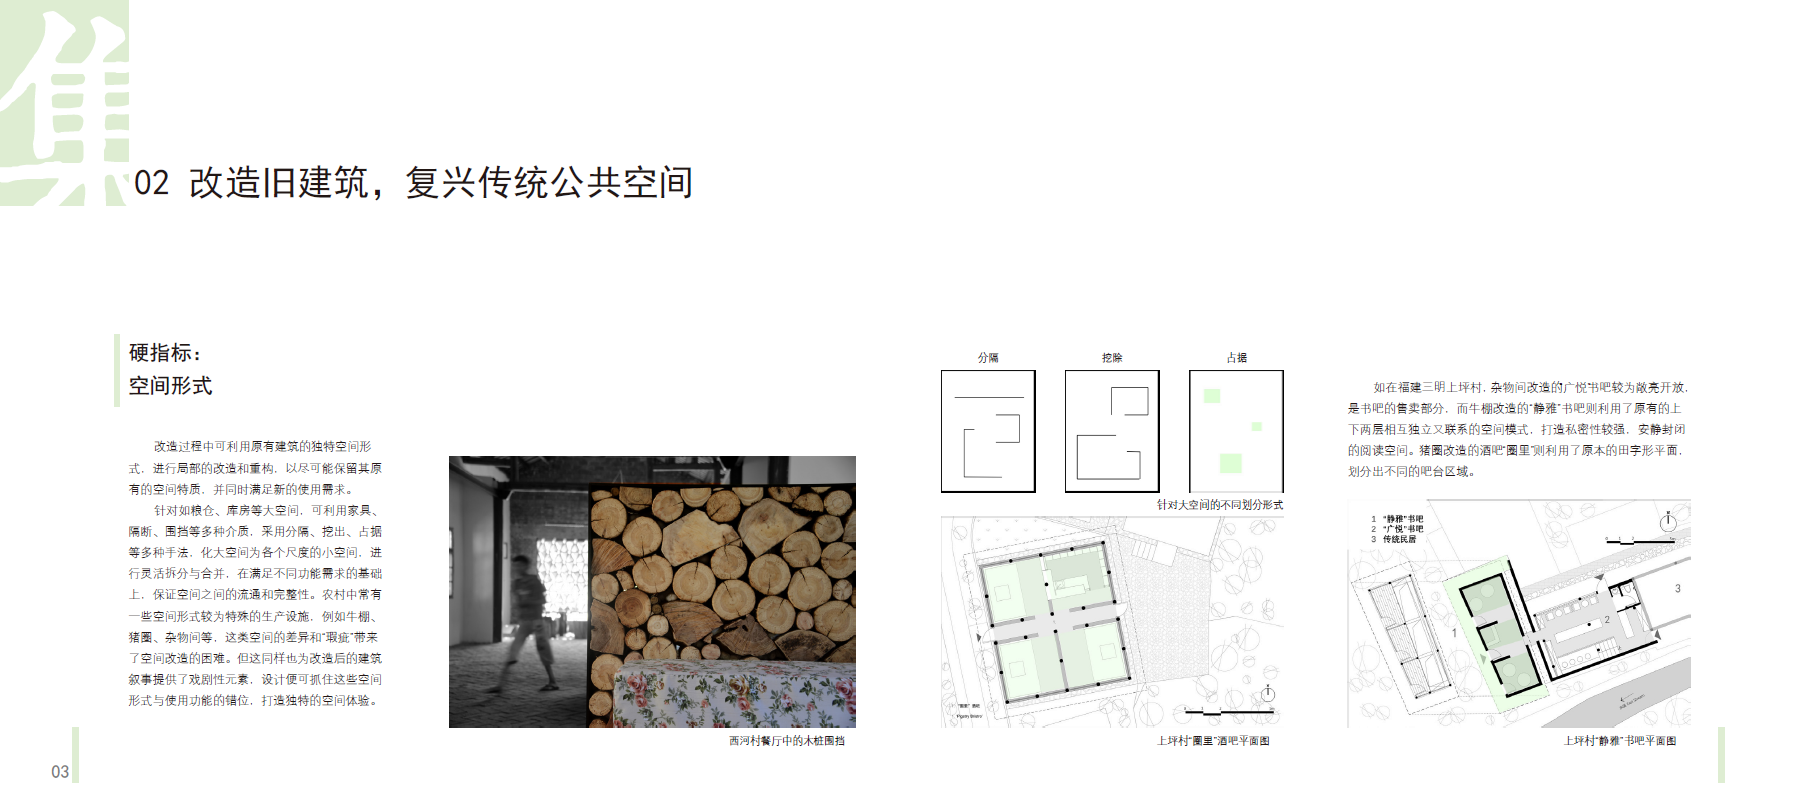 集
02 改造旧建筑，复兴传统公共空间
硬指标：
空间形式
改造过程中可利用原有建筑的独特空间形
式，进行局部的改造和重构，以尽可能保留其原
有的空间特质，并同时满足新的使用需求。
针对如粮仓、库房等大空间，可利用家具、
隔断、围挡等多种介质，采用分隔、挖出、占据
等多种手法，化大空间为各个尺度的小空间，进
行灵活拆分与合并，在满足不同功能需求的基础
上，保证空间之间的流通和完整性。农村中常有
一些空间形式较为特殊的生产设施，例如牛棚、
猪圈、杂物间等，这类空间的差异和“瑕疵”带来
了空间改造的困难。但这同样也为改造后的建筑
叙事提供了戏剧性元素，设计便可抓住这些空间
形式与使用功能的错位，打造独特的空间体验。
西河村餐厅中的木桩围挡
03
分隔
挖除
占据
针对大空间的不同划分形式
上坪村“圈里”酒吧平面图
如在福建三明上坪村，杂物间改造的广悦书吧较为敞亮开放，
是书吧的售卖部分，而牛棚改造的“静雅”书吧则利用了原有的上
下两层相互独立又联系的空间模式，打造私密性较强，安静封闭
的阅读空间。猪圈改造的酒吧“圈里”则利用了原本的田字形平面，
划分出不同的吧台区域。
1 “静雅”书吧
2 “广悦”书吧
3 传统民居
1
2
3
上坪村“静雅”书吧平面图